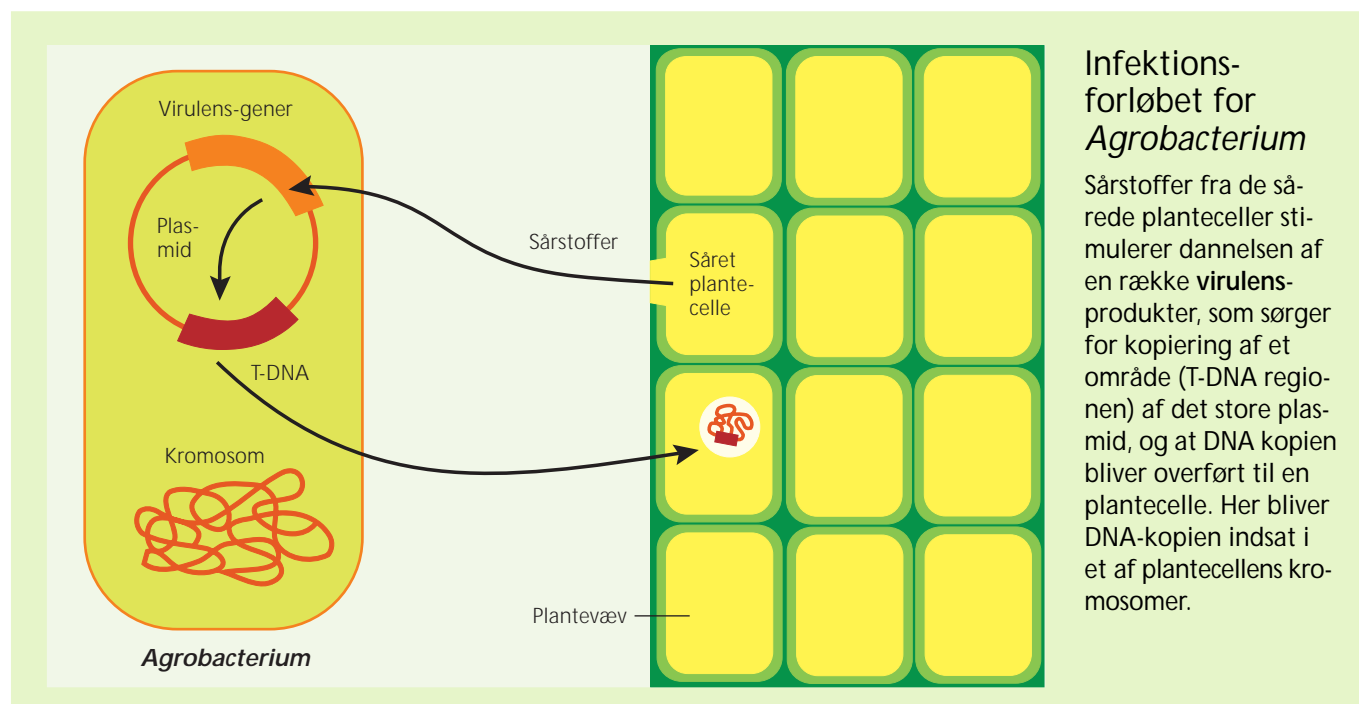 Virulens-gener
Plas-
mid
T-DNA
Kromosom
Agrobacterium
Sårstoffer
Såret
plante-
celle
Plantevæv
Infektions-
forløbet for
Agrobacterium
Sårstoffer fra de så-
rede planteceller sti-
mulerer dannelsen af
en række virulens-
produkter, som sørger
for kopiering af et
område (T-DNA regio-
nen) af det store plas-
mid, og at DNA kopien
bliver overført til en
plantecelle. Her bliver
DNA-kopien indsat i
et af plantecellens kro-
mosomer.